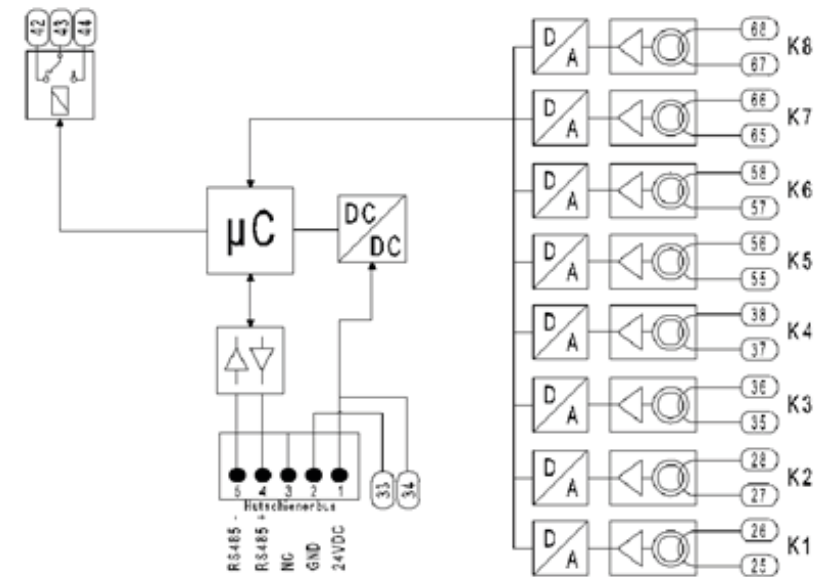 42 43 44
D A 68 67 K8
D A 66 65 K7
D A 58 57 K6
D A 56 55 K5
D A 38 37 K4
D A 36 35 K3
D A 28 27 K2
D A 26 25 K1
µC
DC DC
5 4 3 2 1
33 34
Hutschienerbus
RS485 -
RS485 +
NC
GND
24VDC